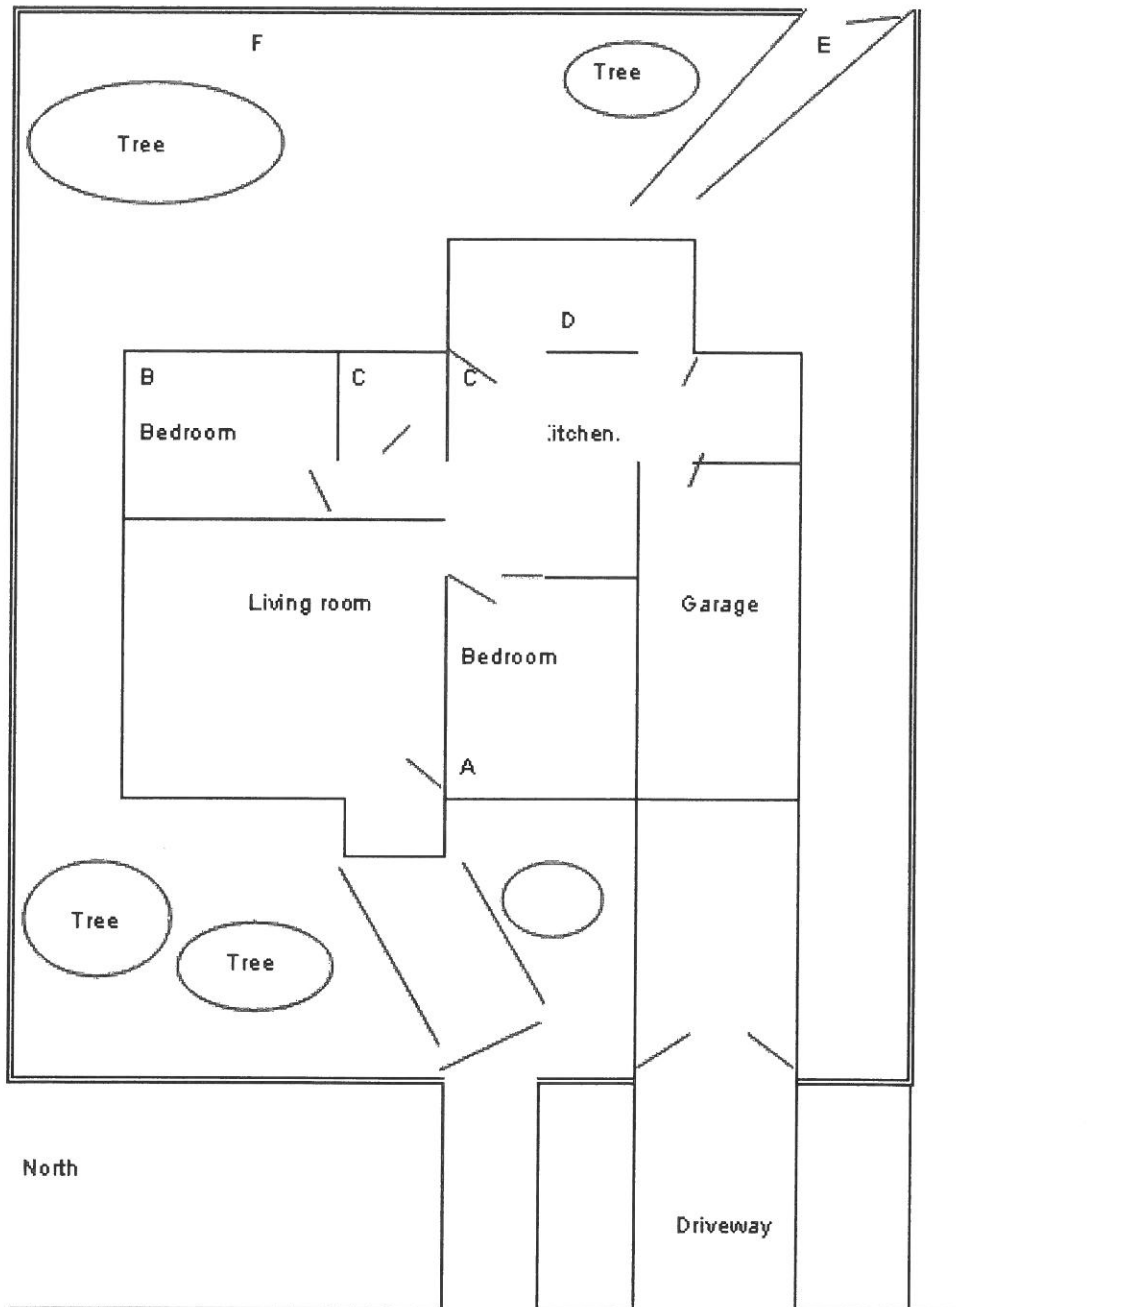 F
E
Tree
Tree
D
B
C
C
Bedroom
itchen.
Living room
Garage
Bedroom
A
Tree
Tree
North
Driveway